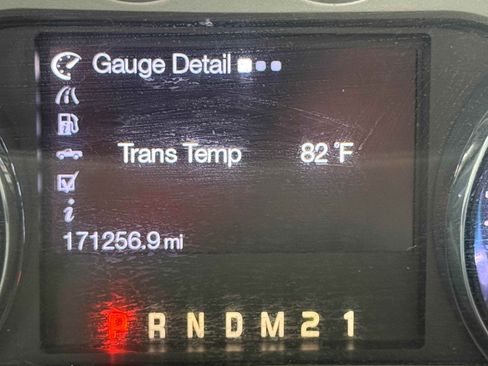 Gauge Detail
Trans Temp 82 °F
171256.9 mi
P R N D M 2 1